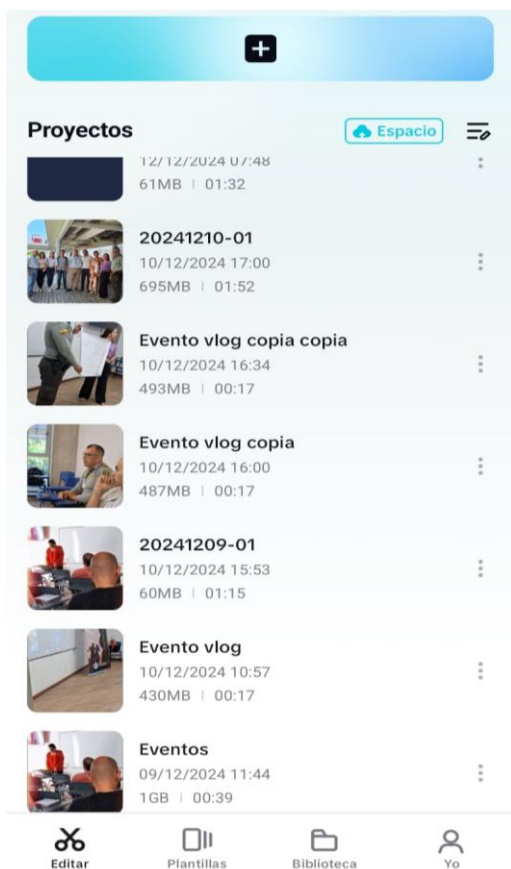 Proyectos
Espacio
12/12/2024 07:48
61MB | 01:32
20241210-01
10/12/2024 17:00
695MB | 01:52
Evento vlog copia copia
10/12/2024 16:34
493MB | 00:17
Evento vlog copia
10/12/2024 16:00
487MB | 00:17
20241209-01
10/12/2024 15:53
60MB | 01:15
Evento vlog
10/12/2024 10:57
430MB | 00:17
Eventos
09/12/2024 11:44
1GB | 00:39
Editar
Plantillas
Biblioteca
Yo